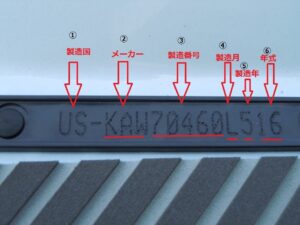 ① 製造国
② メーカー
③ 製造番号
④ 製造月
⑤ 製造年
⑥ 年式
US-KAW70460L516